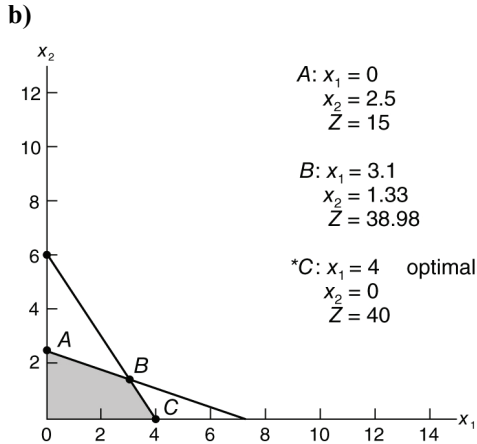 b)
x₂
12
10
8
6
4
2
0 2 4 6 8 10 12 14
x₁
A
B
C
A: x₁ = 0
x₂ = 2.5
Z = 15
B: x₁ = 3.1
x₂ = 1.33
Z = 38.98
*C: x₁ = 4 optimal
x₂ = 0
Z = 40